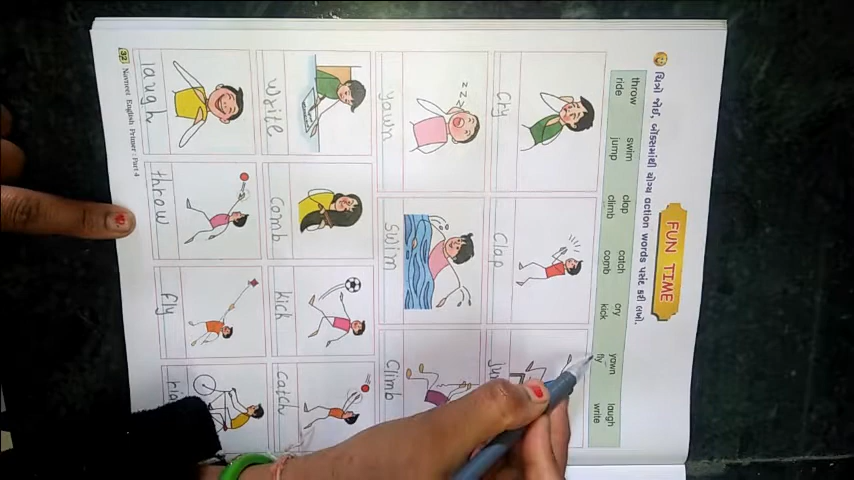 FUN TIME
ચિત્રો જોઈ, બૉક્સમાંથી યોગ્ય action words પસંદ કરી લખો.
throw swim clap catch cry yawn laugh
ride jump climb comb kick fly write
cry clap
yawn swim climb
write comb kick catch
laugh throw fly
32 Navneet English Primer : Part 4